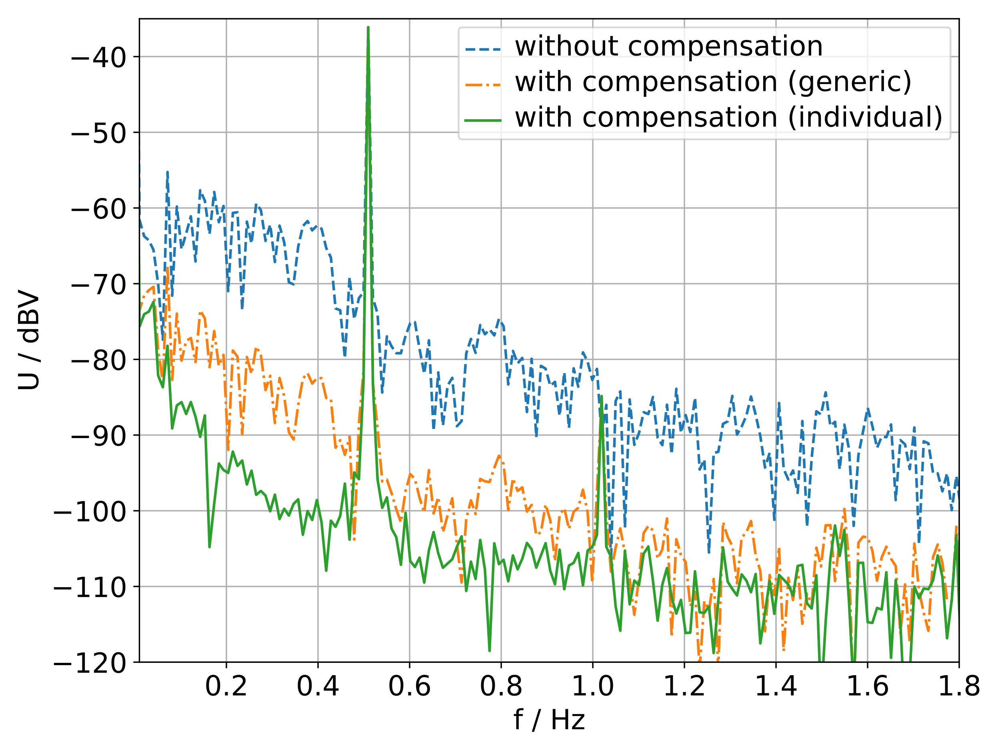 without compensation
with compensation (generic)
with compensation (individual)
−40
−50
−60
−70
−80
−90
−100
−110
−120
U / dBV
0.2 0.4 0.6 0.8 1.0 1.2 1.4 1.6 1.8
f / Hz